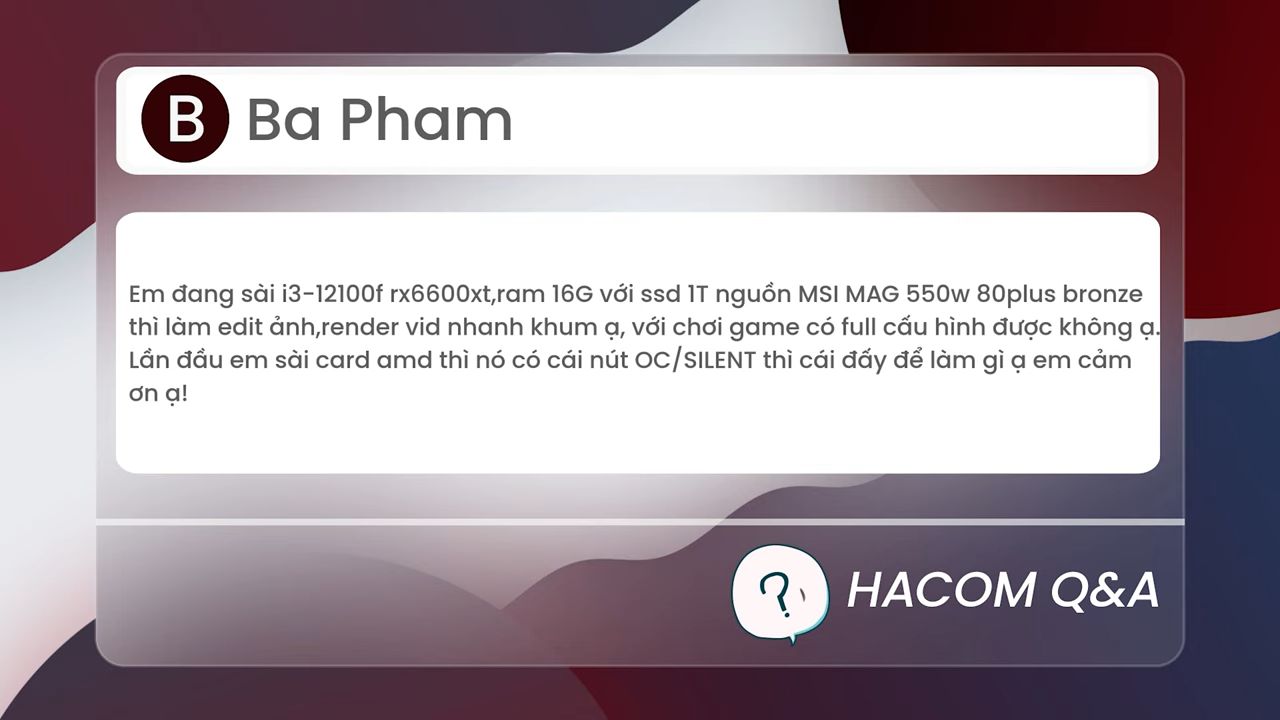 B
Ba Pham
Em đang sài i3-12100f rx6600xt,ram 16G với ssd 1T nguồn MSI MAG 550w 80plus bronze
thì làm edit ảnh,render vid nhanh khum ạ, với chơi game có full cấu hình được không ạ.
Lần đầu em sài card amd thì nó có cái nút OC/SILENT thì cái đấy để làm gì ạ em cảm
ơn ạ!
?
HACOM Q&A